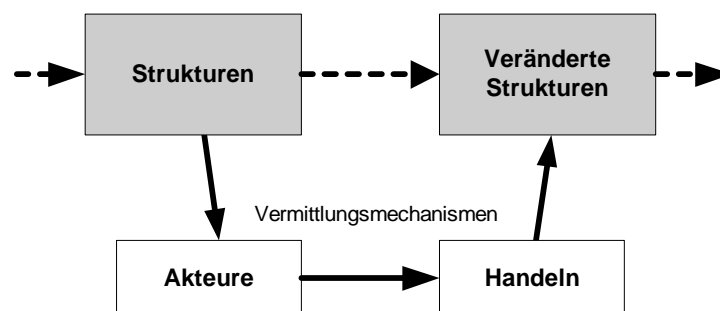 Strukturen
Veränderte
Strukturen
Vermittlungsmechanismen
Akteure
Handeln